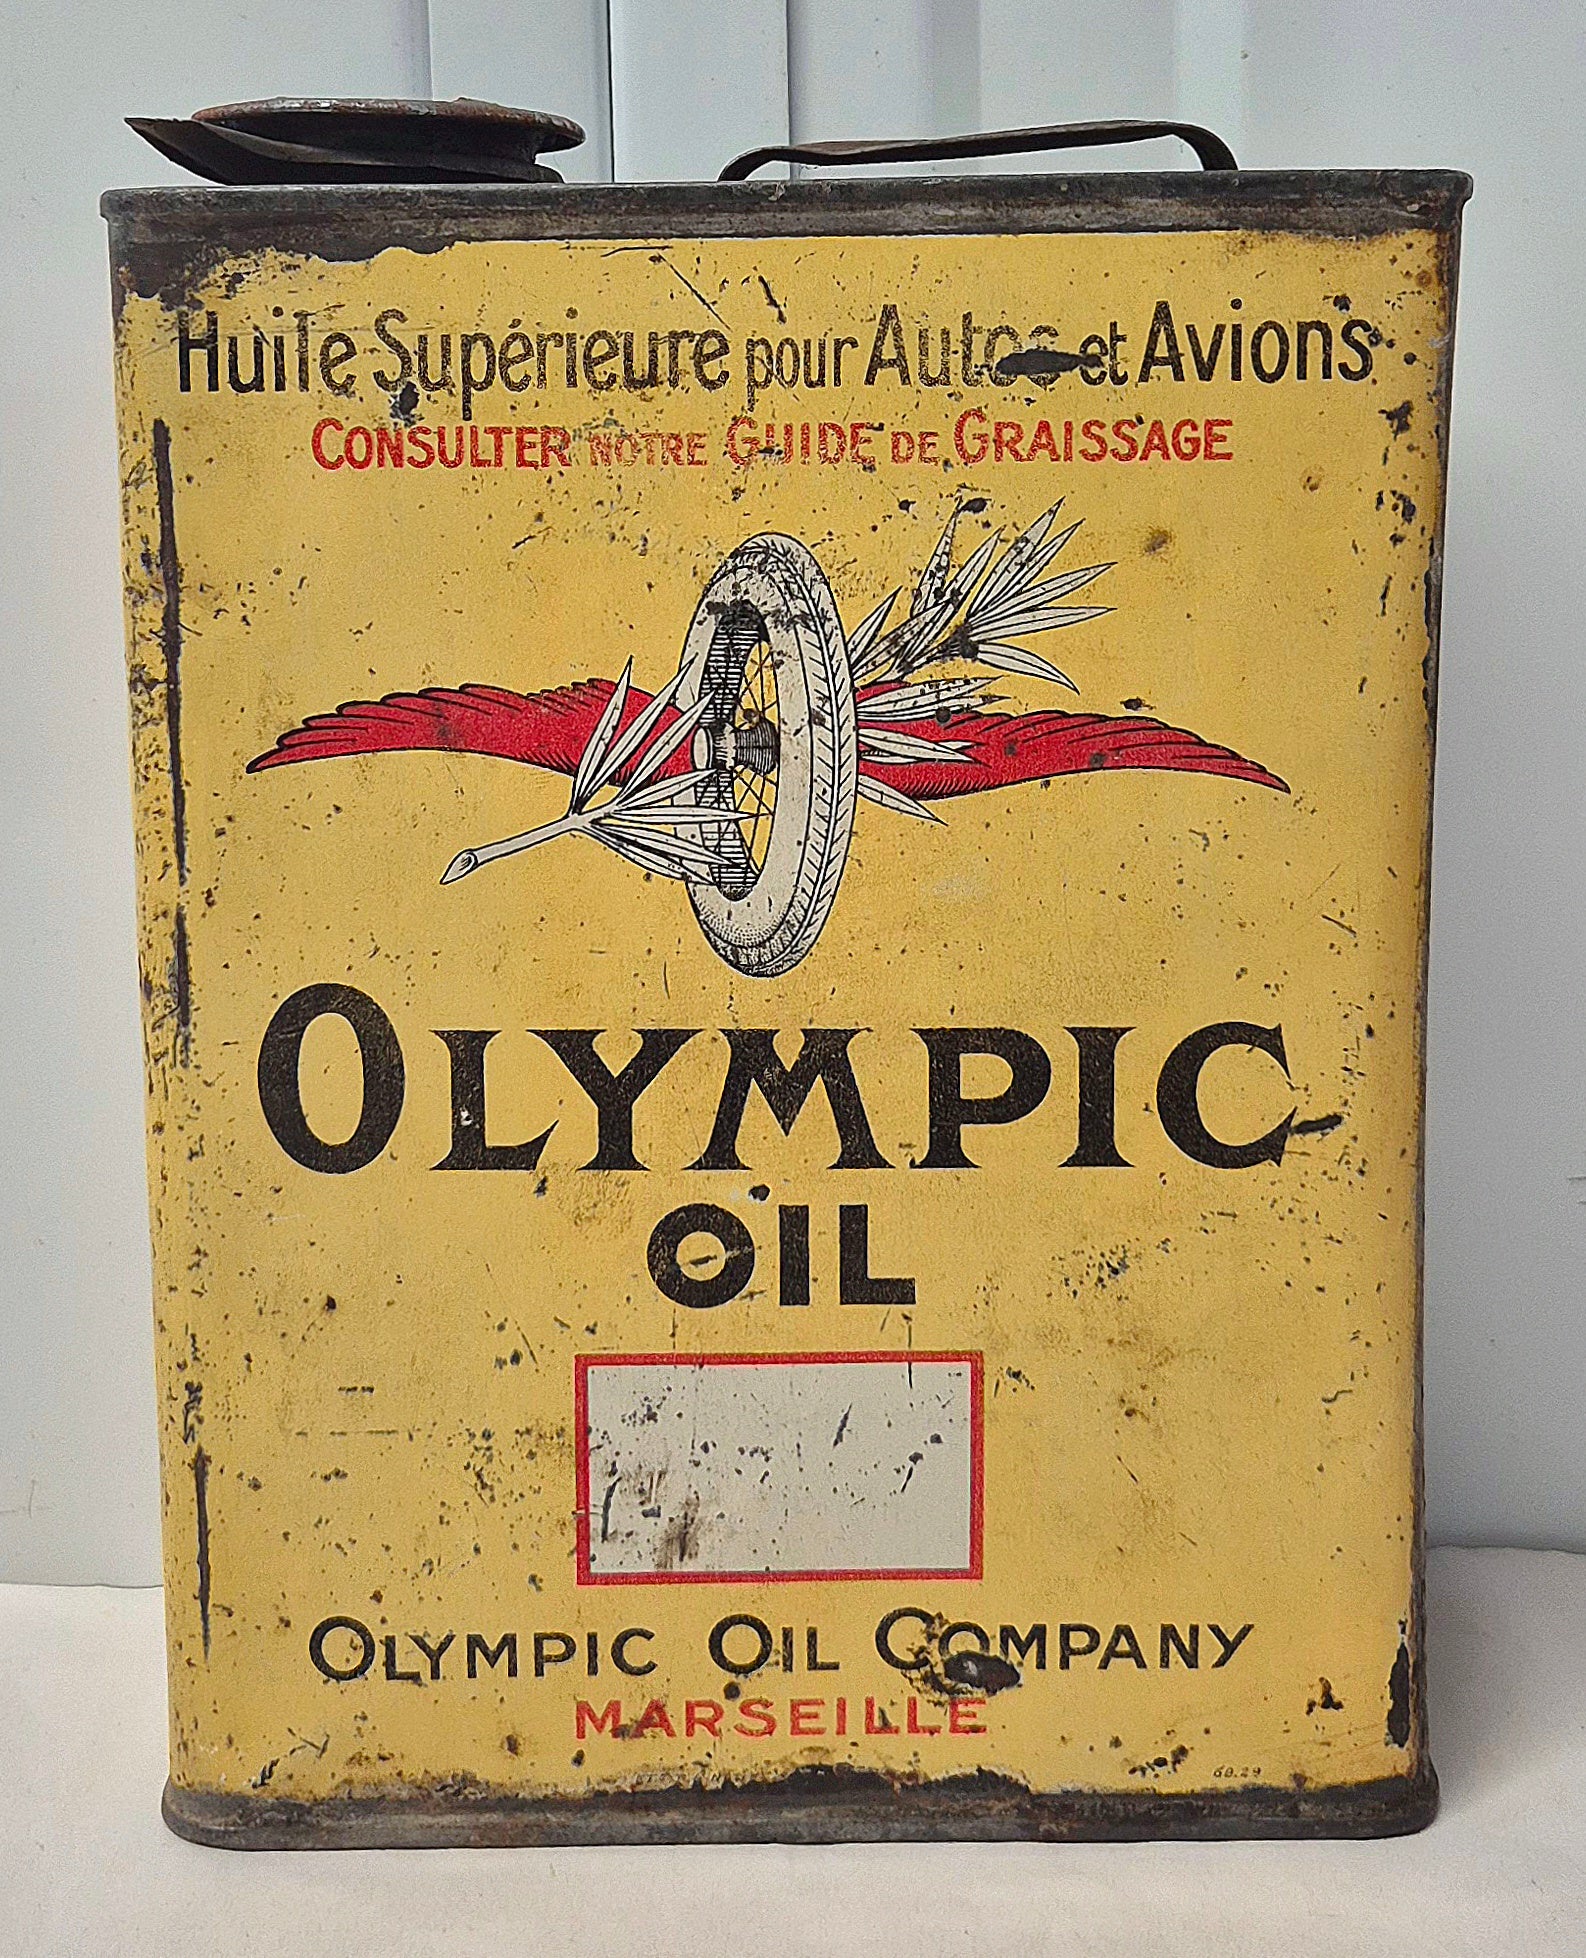 Huile Supérieure pour Autos et Avions
CONSULTER NOTRE GUIDE DE GRAISSAGE
OLYMPIC
OIL
OLYMPIC OIL COMPANY
MARSEILLE